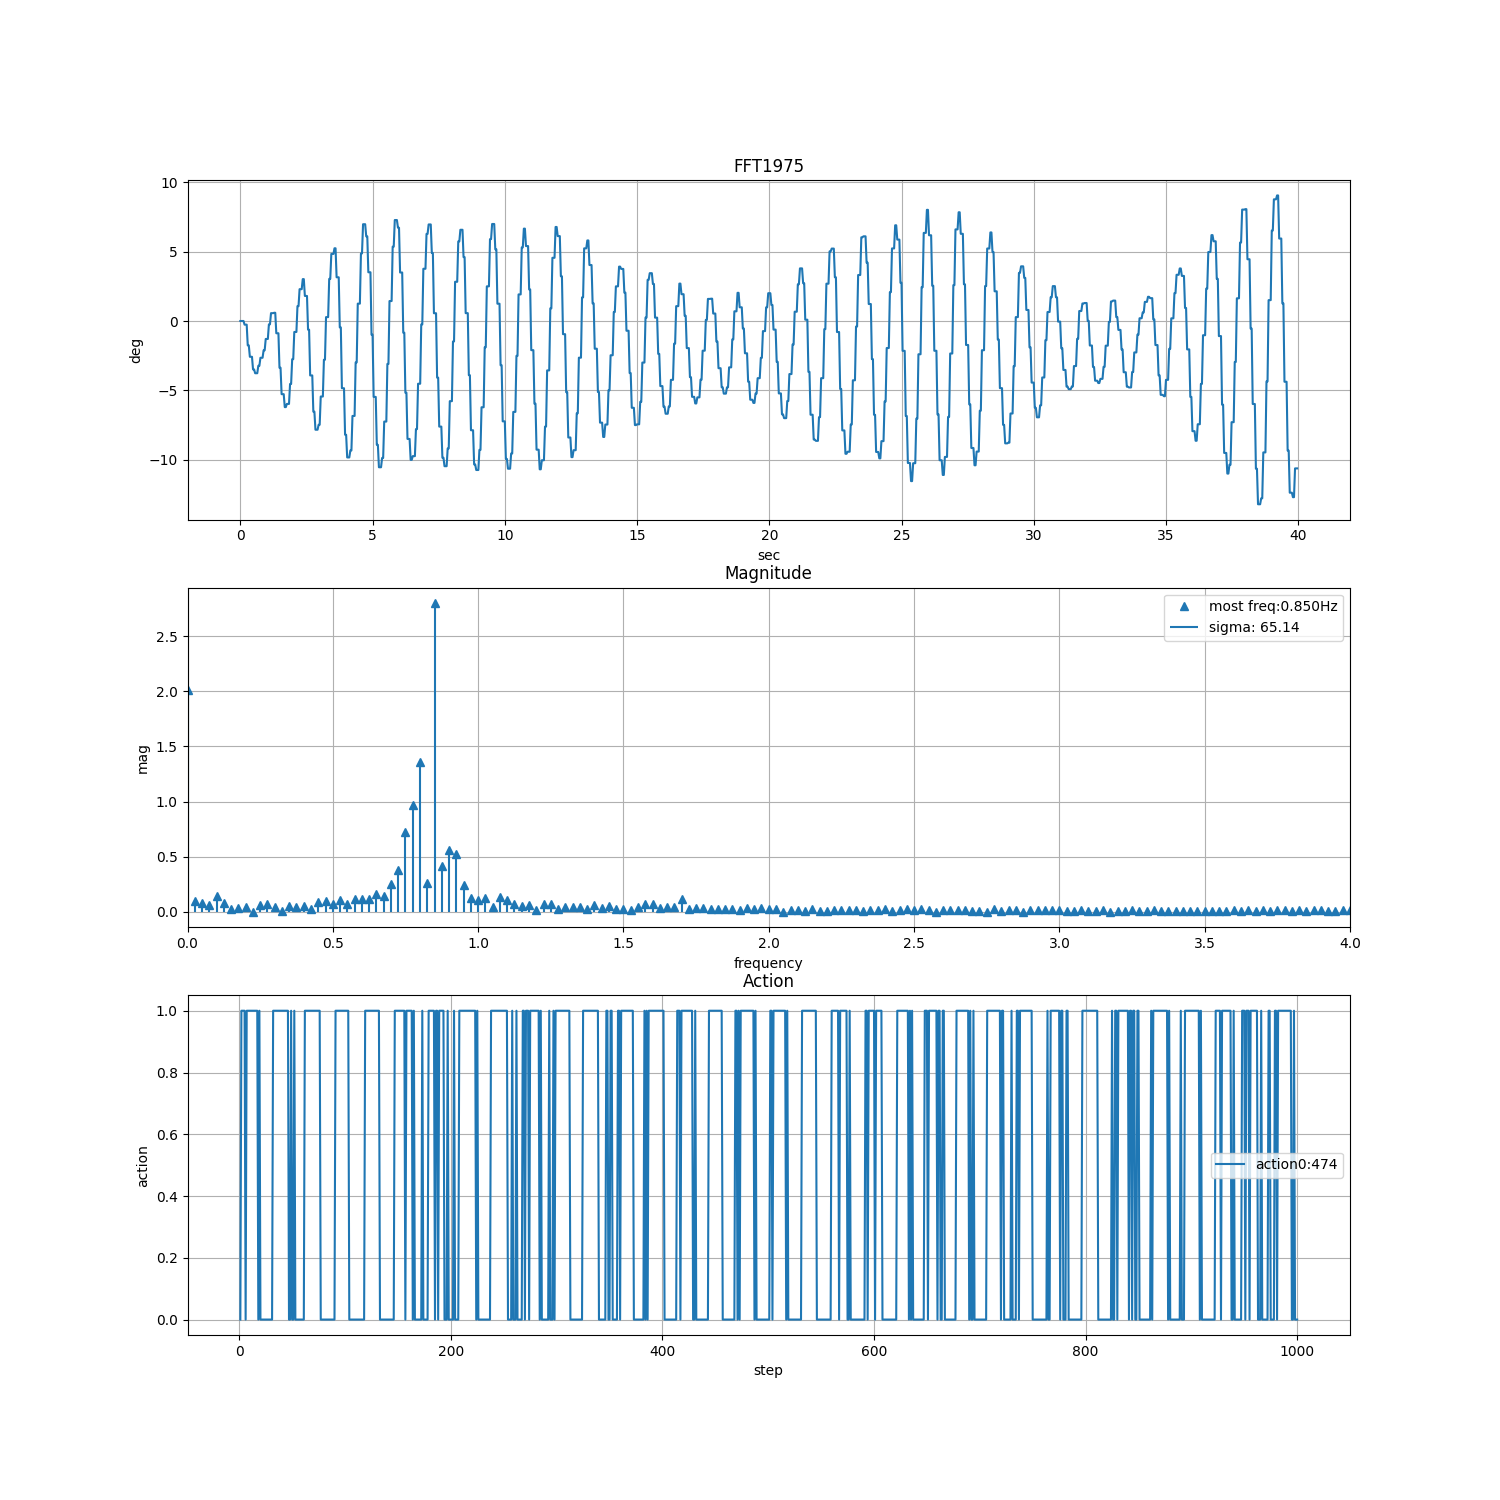 FFT1975
10
5
0
−5
−10
deg
0 5 10 15 20 25 30 35 40
sec
Magnitude
most freq:0.850Hz
sigma: 65.14
2.5
2.0
1.5
1.0
0.5
0.0
mag
0.0 0.5 1.0 1.5 2.0 2.5 3.0 3.5 4.0
frequency
Action
1.0
0.8
0.6
0.4
0.2
0.0
action
action0:474
0 200 400 600 800 1000
step